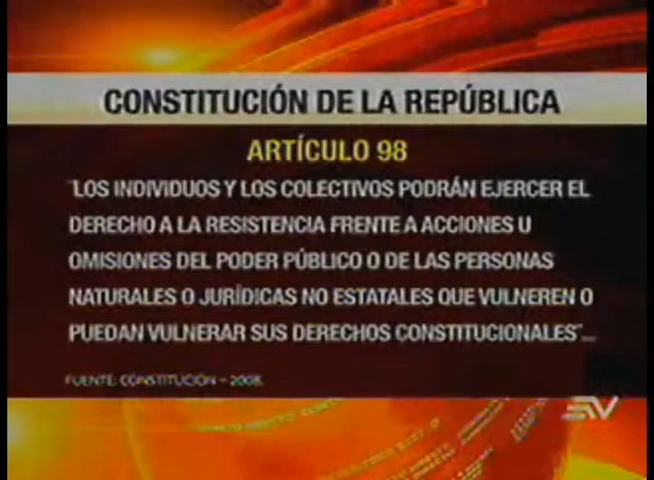 CONSTITUCIÓN DE LA REPÚBLICA
ARTÍCULO 98
"LOS INDIVIDUOS Y LOS COLECTIVOS PODRÁN EJERCER EL
DERECHO A LA RESISTENCIA FRENTE A ACCIONES U
OMISIONES DEL PODER PÚBLICO O DE LAS PERSONAS
NATURALES O JURÍDICAS NO ESTATALES QUE VULNEREN O
PUEDAN VULNERAR SUS DERECHOS CONSTITUCIONALES"...
FUENTE: CONSTITUCIÓN - 2008.